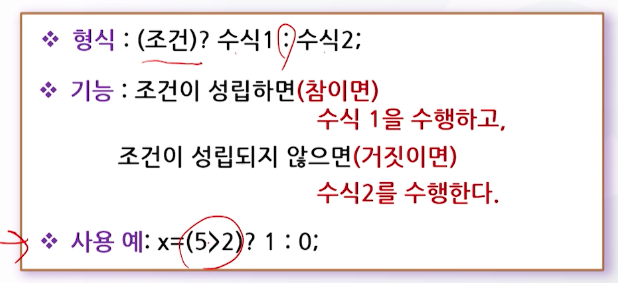 ❖ 형식 : (조건)? 수식1 : 수식2;
❖ 기능 : 조건이 성립하면(참이면)
수식 1을 수행하고,
조건이 성립되지 않으면(거짓이면)
수식2를 수행한다.
❖ 사용 예: x=(5>2)? 1 : 0;